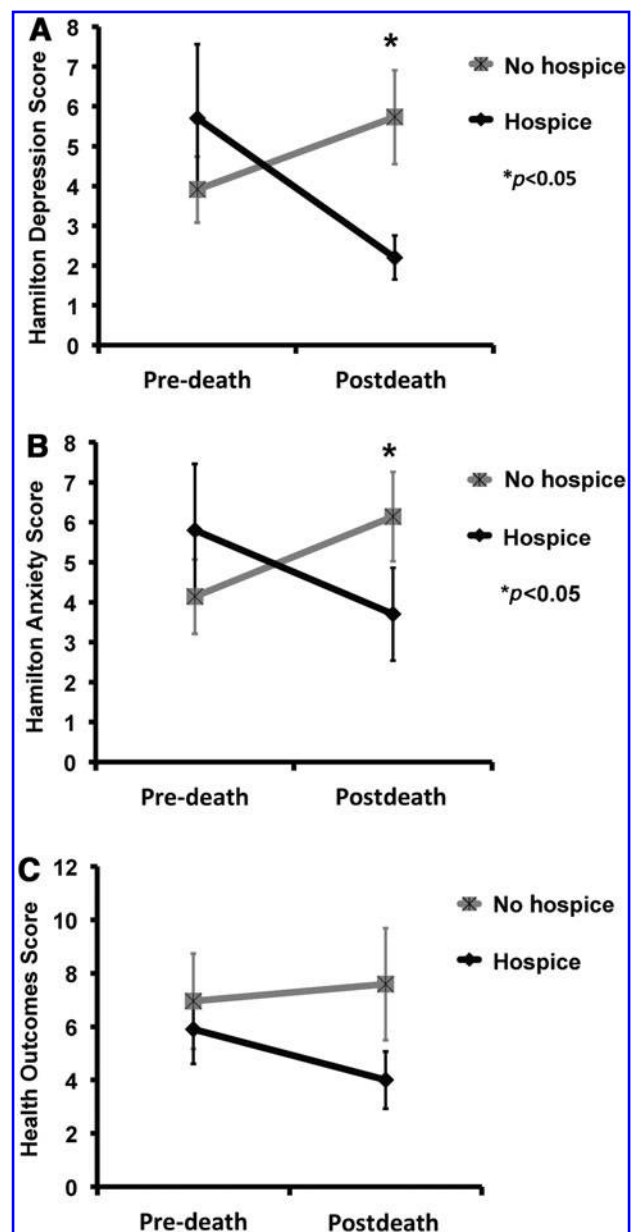 A
Hamilton Depression Score
8
7
6
5
4
3
2
1
0
*
No hospice
Hospice
*p<0.05
Pre-death
Postdeath
B
Hamilton Anxiety Score
8
7
6
5
4
3
2
1
0
*
No hospice
Hospice
*p<0.05
Pre-death
Postdeath
C
Health Outcomes Score
12
10
8
6
4
2
0
No hospice
Hospice
Pre-death
Postdeath